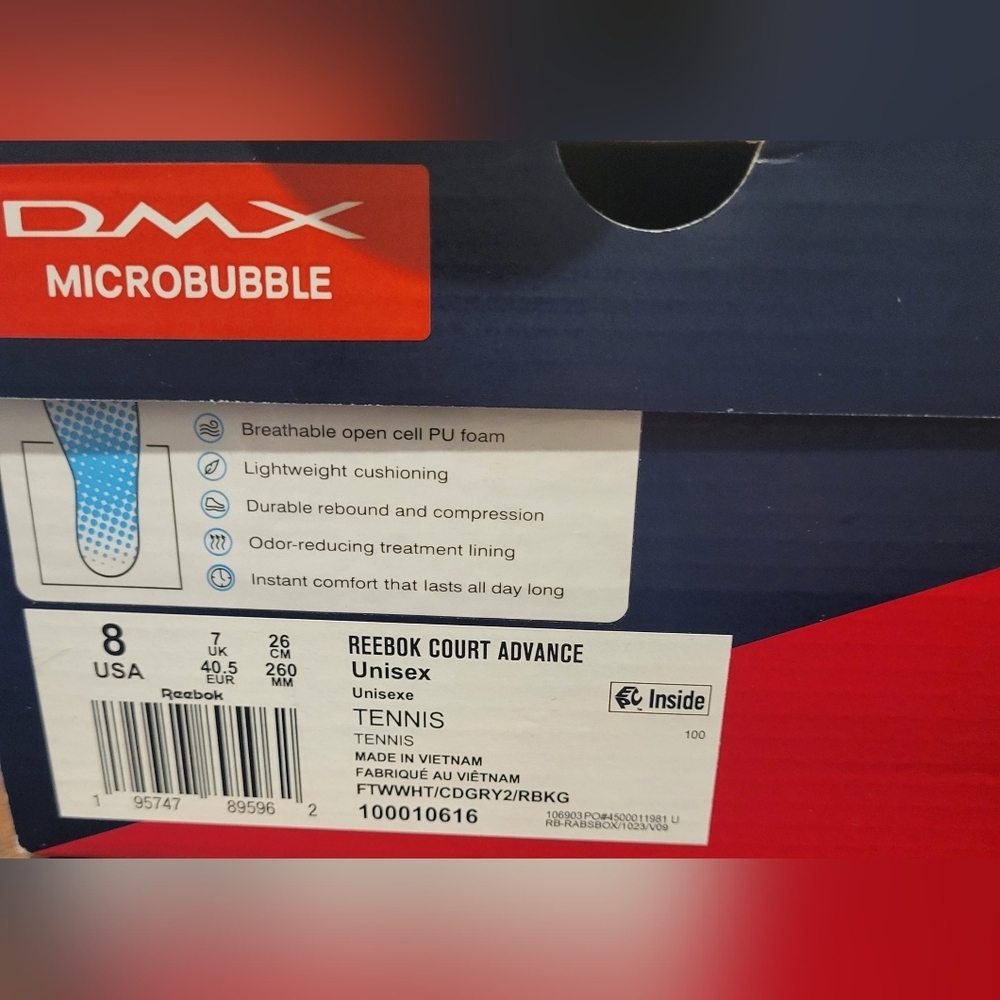 DMX
MICROBUBBLE
Breathable open cell PU foam
Lightweight cushioning
Durable rebound and compression
Odor-reducing treatment lining
Instant comfort that lasts all day long
8
USA
7
UK
40.5
EUR
26
CM
260
MM
Reebok
1 95747 89596 2
REEBOK COURT ADVANCE
Unisex
Unisexe
TENNIS
TENNIS
MADE IN VIETNAM
FABRIQUÉ AU VIÊTNAM
FTWWHT/CDGRY2/RBKG
100010616
Inside
100
106903 PO#4500011981 U
RB-RABSBOX/1023/V09